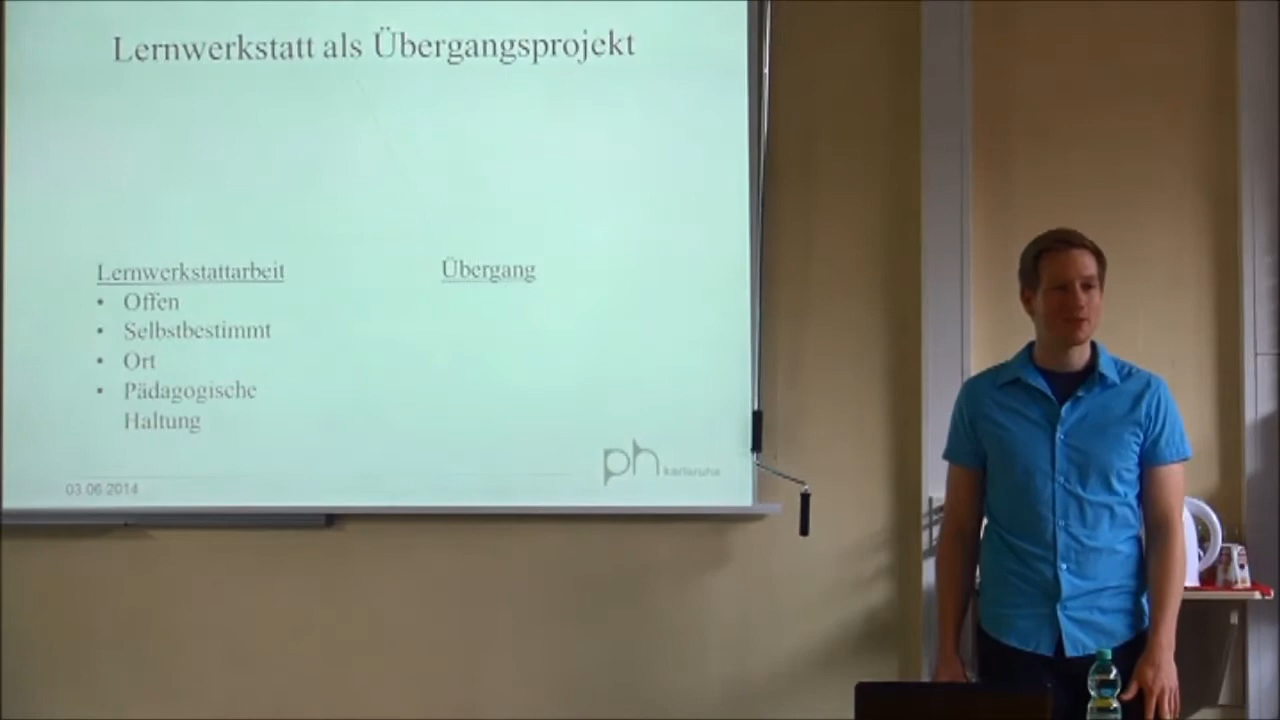 Lernwerkstatt als Übergangsprojekt
Lernwerkstattarbeit
• Offen
• Selbstbestimmt
• Ort
• Pädagogische
Haltung
Übergang
03.06.2014
ph karlsruhe